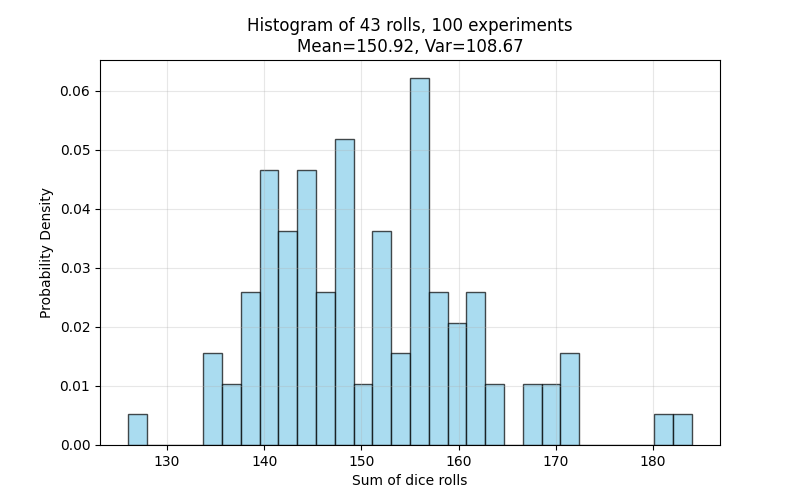 Histogram of 43 rolls, 100 experiments
Mean=150.92, Var=108.67
0.06
0.05
0.04
0.03
0.02
0.01
0.00
Probability Density
130 140 150 160 170 180
Sum of dice rolls